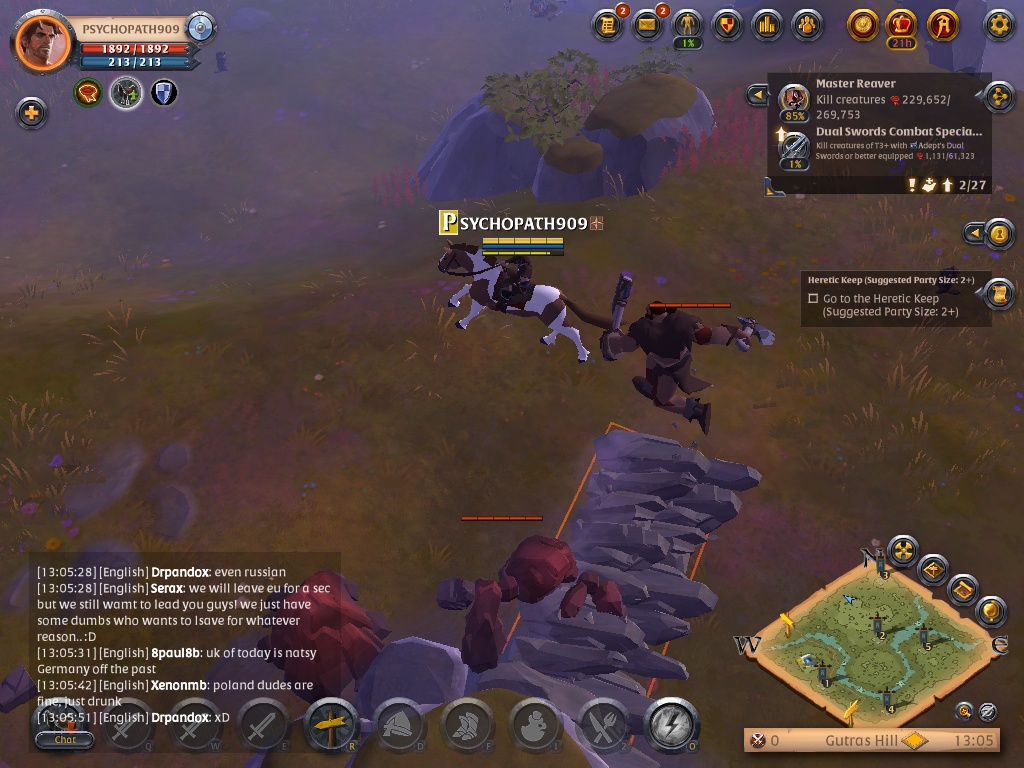 PSYCHOPATH909
1892 / 1892
213 / 213
2
2
1%
21h
Master Reaver
Kill creatures 229,652/
269,753
85%
Dual Swords Combat Specia...
Kill creatures of T3+ with Adept's Dual
Swords or better equipped 1,131/61,323
1%
2/27
PSYCHOPATH909
Heretic Keep (Suggested Party Size: 2+)
Go to the Heretic Keep
(Suggested Party Size: 2+)
[13:05:28] [English] Drpandox: even russian
[13:05:28] [English] Serax: we will leave eu for a sec
but we still wamt to lead you guys! we just have
some dumbs who wants to lsave for whatever
reason..:D
[13:05:31] [English] 8paul8b: uk of today is natsy
Germany off the past
[13:05:42] [English] Xenonmb: poland dudes are
fine, just drunk
[13:05:51] [English] Drpandox: xD
Chat
Q
W
E
R
D
F
1
2
O
N
W
E
3
2
5
1
4
0
Gutras Hill
13:05